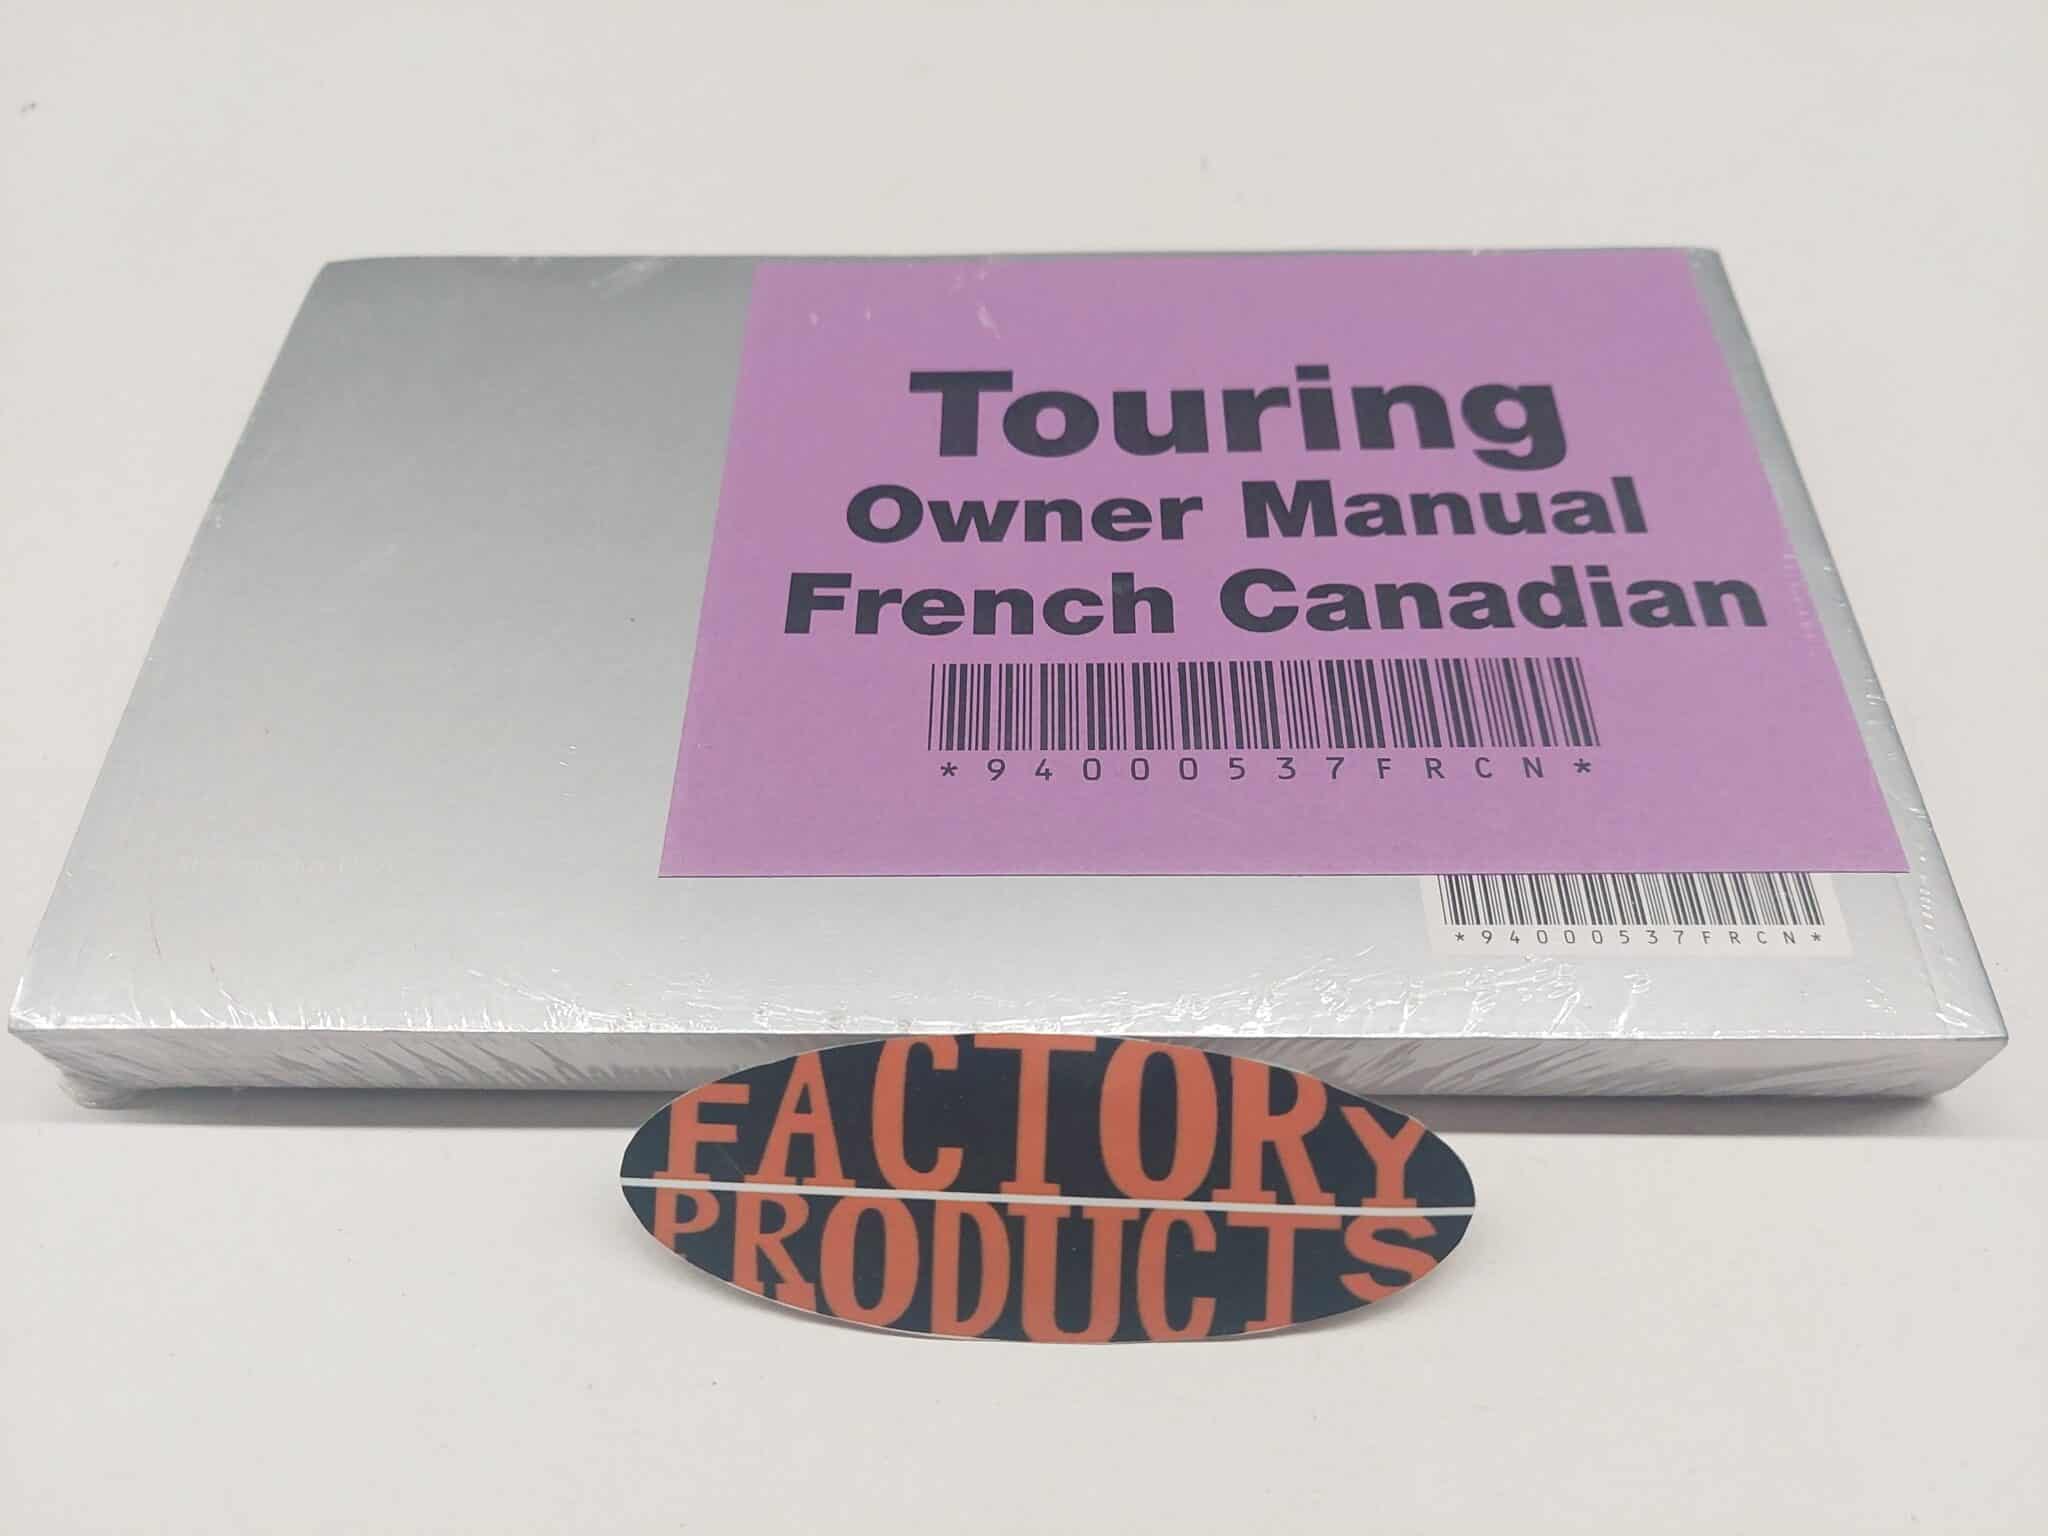 Touring
Owner Manual
French Canadian
*94000537FRCN*
*94000537FRCN*
FACTORY
PRODUCTS